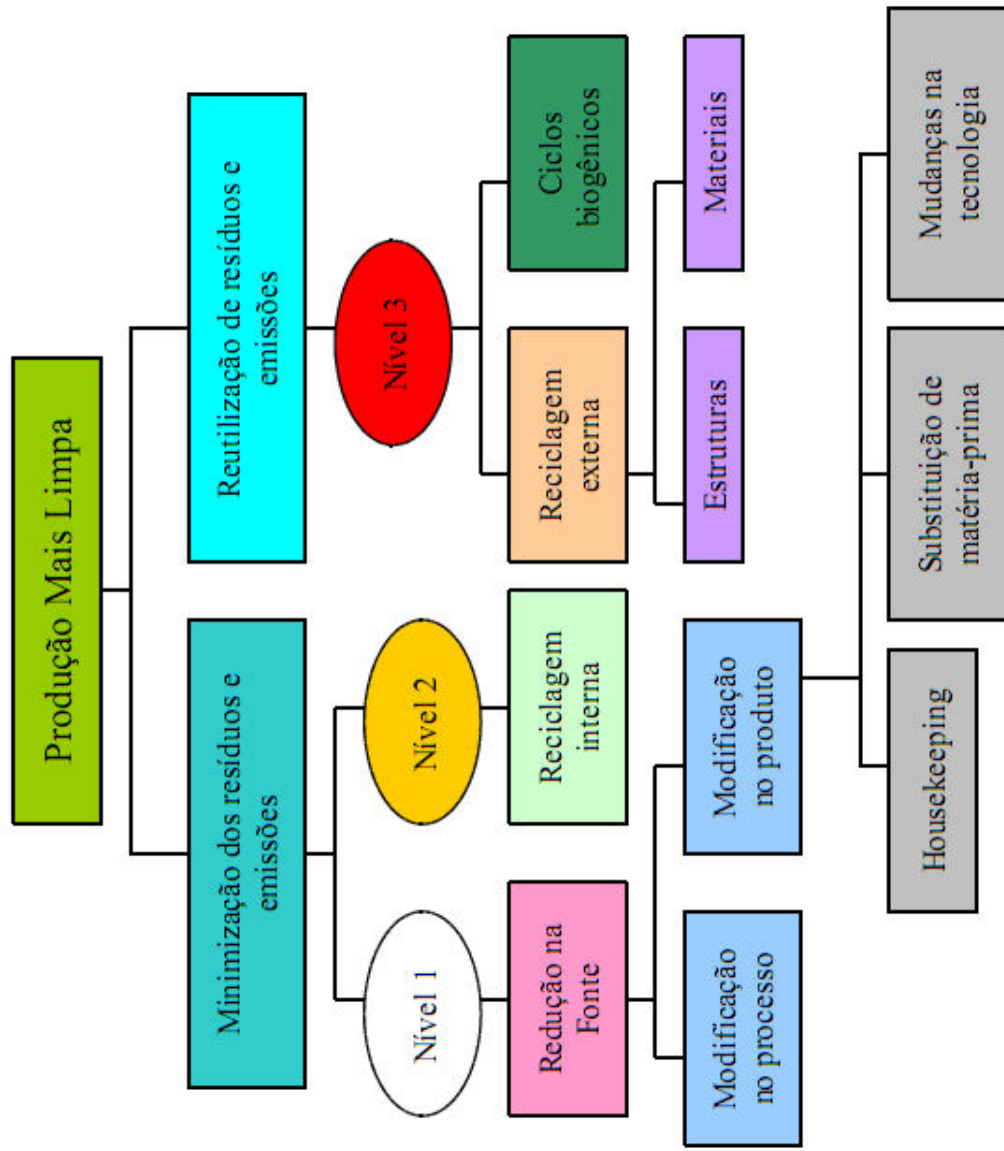 Produção Mais Limpa
Minimização dos resíduos e
emissões
Reutilização de resíduos e
emissões
Nível 1
Nível 2
Nível 3
Redução na
Fonte
Reciclagem
interna
Reciclagem
externa
Ciclos
biogênicos
Modificação
no processo
Modificação
no produto
Estruturas
Materiais
Housekeeping
Substituição de
matéria-prima
Mudanças na
tecnologia